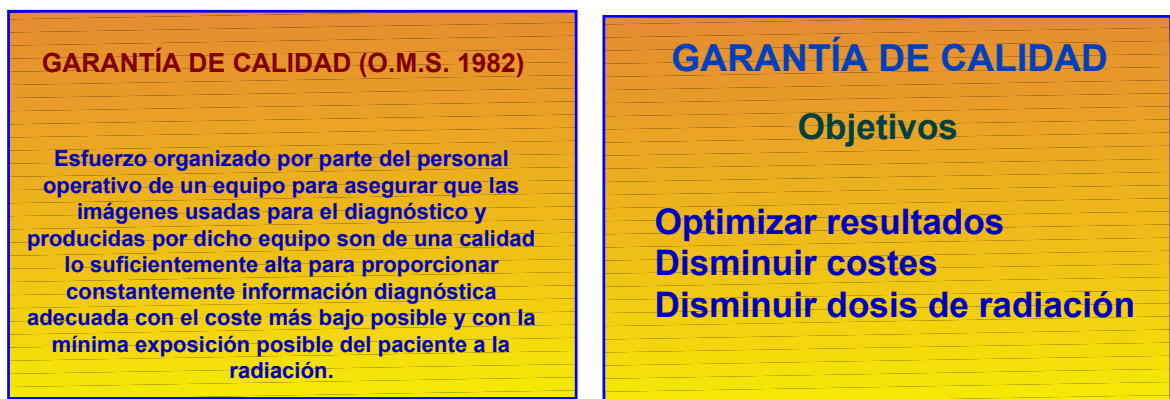 GARANTÍA DE CALIDAD (O.M.S. 1982)
Esfuerzo organizado por parte del personal
operativo de un equipo para asegurar que las
imágenes usadas para el diagnóstico y
producidas por dicho equipo son de una calidad
lo suficientemente alta para proporcionar
constantemente información diagnóstica
adecuada con el coste más bajo posible y con la
mínima exposición posible del paciente a la
radiación.
GARANTÍA DE CALIDAD
Objetivos
Optimizar resultados
Disminuir costes
Disminuir dosis de radiación